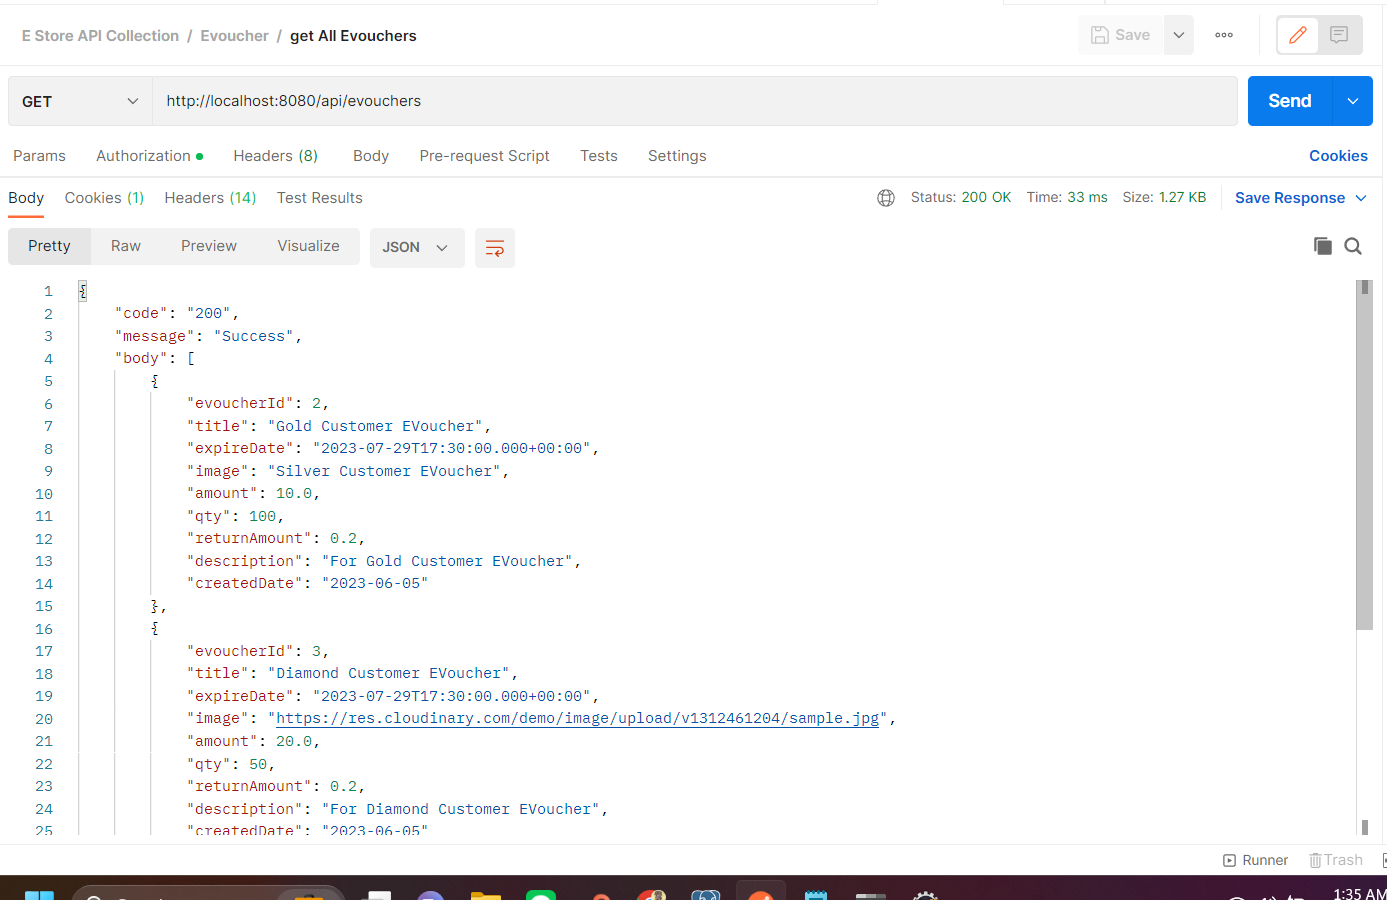 E Store API Collection / Evoucher / get All Evouchers
Save
GET http://localhost:8080/api/evouchers Send
Params Authorization Headers (8) Body Pre-request Script Tests Settings Cookies
Body Cookies (1) Headers (14) Test Results Status: 200 OK Time: 33 ms Size: 1.27 KB Save Response
Pretty Raw Preview Visualize JSON
1 {
2 "code": "200",
3 "message": "Success",
4 "body": [
5 {
6 "evoucherId": 2,
7 "title": "Gold Customer EVoucher",
8 "expireDate": "2023-07-29T17:30:00.000+00:00",
9 "image": "Silver Customer EVoucher",
10 "amount": 10.0,
11 "qty": 100,
12 "returnAmount": 0.2,
13 "description": "For Gold Customer EVoucher",
14 "createdDate": "2023-06-05"
15 },
16 {
17 "evoucherId": 3,
18 "title": "Diamond Customer EVoucher",
19 "expireDate": "2023-07-29T17:30:00.000+00:00",
20 "image": "https://res.cloudinary.com/demo/image/upload/v1312461204/sample.jpg",
21 "amount": 20.0,
22 "qty": 50,
23 "returnAmount": 0.2,
24 "description": "For Diamond Customer EVoucher",
25 "createdDate": "2023-06-05"
Runner Trash
1:35 AM